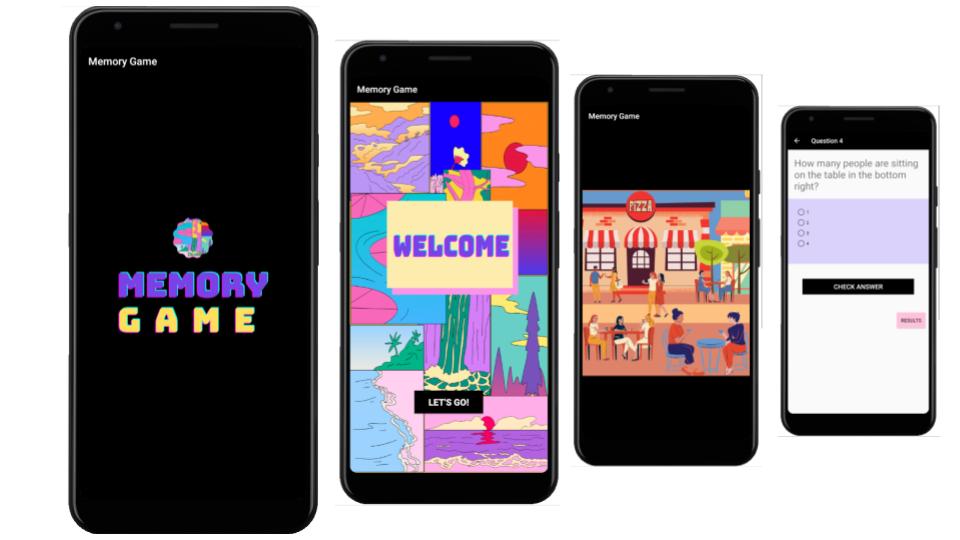 Memory Game
MEMORY
GAME
Memory Game
WELCOME
LET'S GO!
Memory Game
PIZZA
Question 4
How many people are sitting
on the table in the bottom
right?
1
2
3
4
CHECK ANSWER
RESULTS